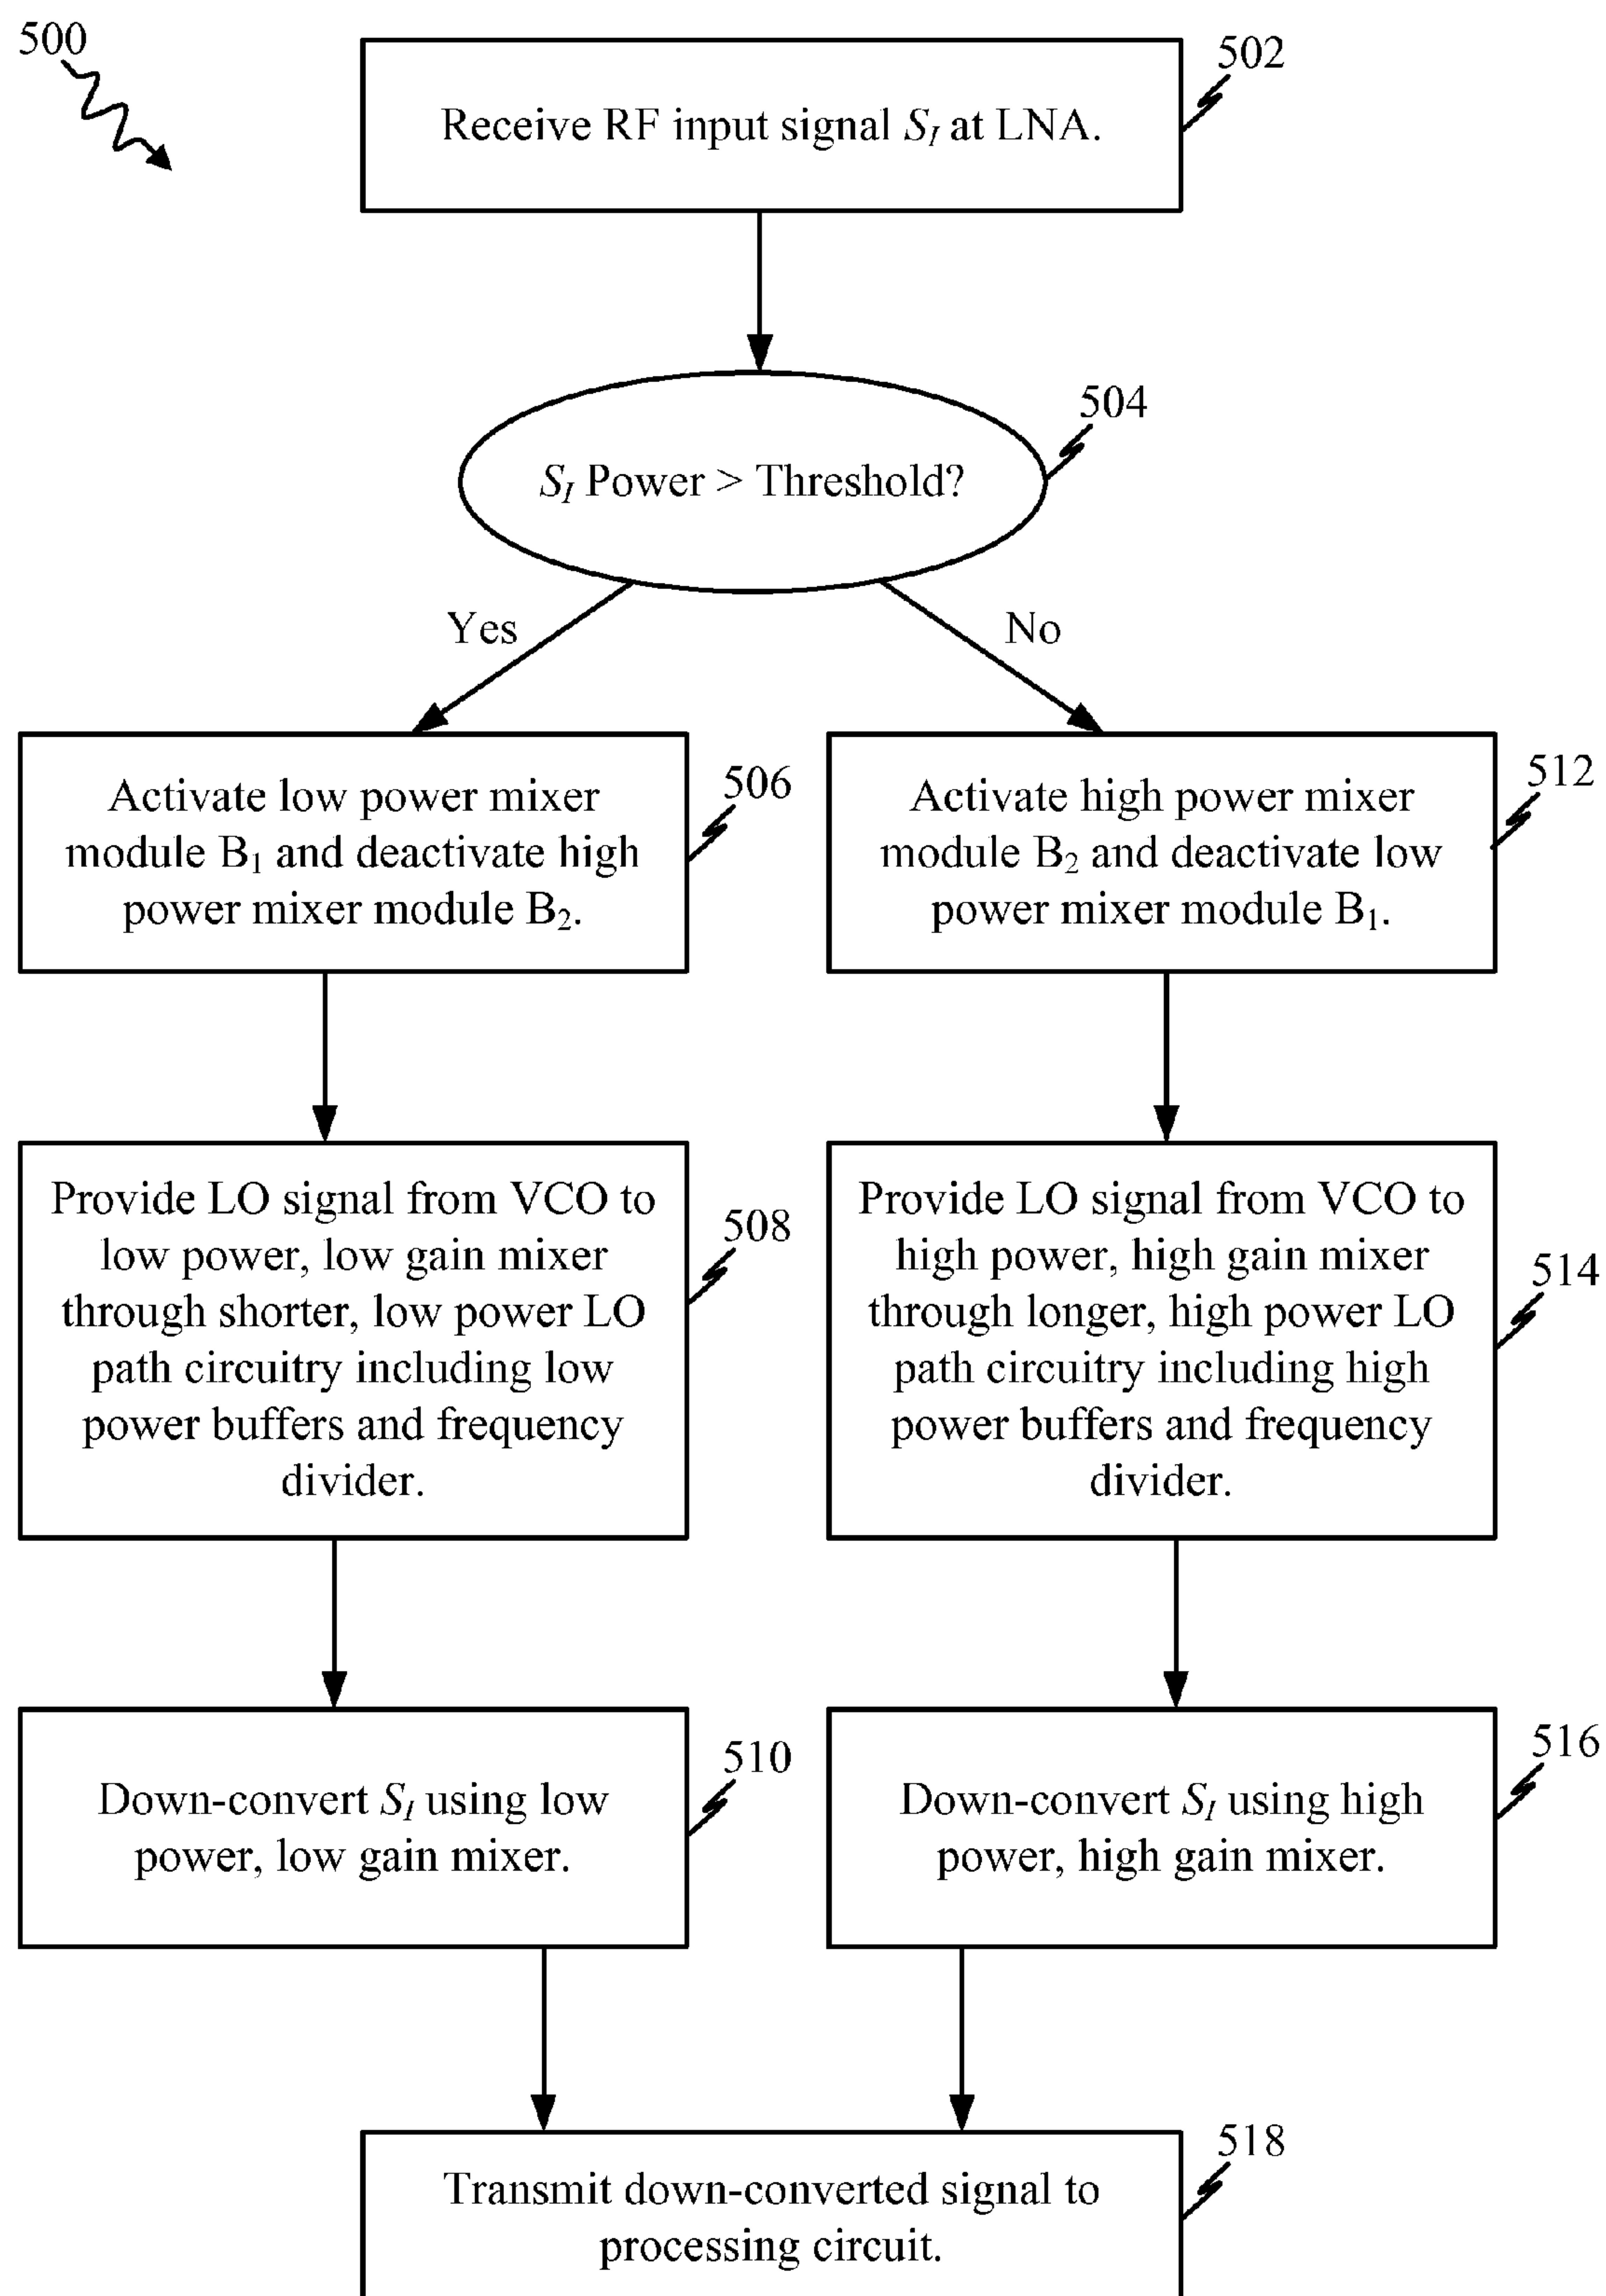 500
502
Receive RF input signal S_I at LNA.
504
S_I Power > Threshold?
Yes
No
506
Activate low power mixer
module B₁ and deactivate high
power mixer module B₂.
512
Activate high power mixer
module B₂ and deactivate low
power mixer module B₁.
508
Provide LO signal from VCO to
low power, low gain mixer
through shorter, low power LO
path circuitry including low
power buffers and frequency
divider.
514
Provide LO signal from VCO to
high power, high gain mixer
through longer, high power LO
path circuitry including high
power buffers and frequency
divider.
510
Down-convert S_I using low
power, low gain mixer.
516
Down-convert S_I using high
power, high gain mixer.
518
Transmit down-converted signal to
processing circuit.